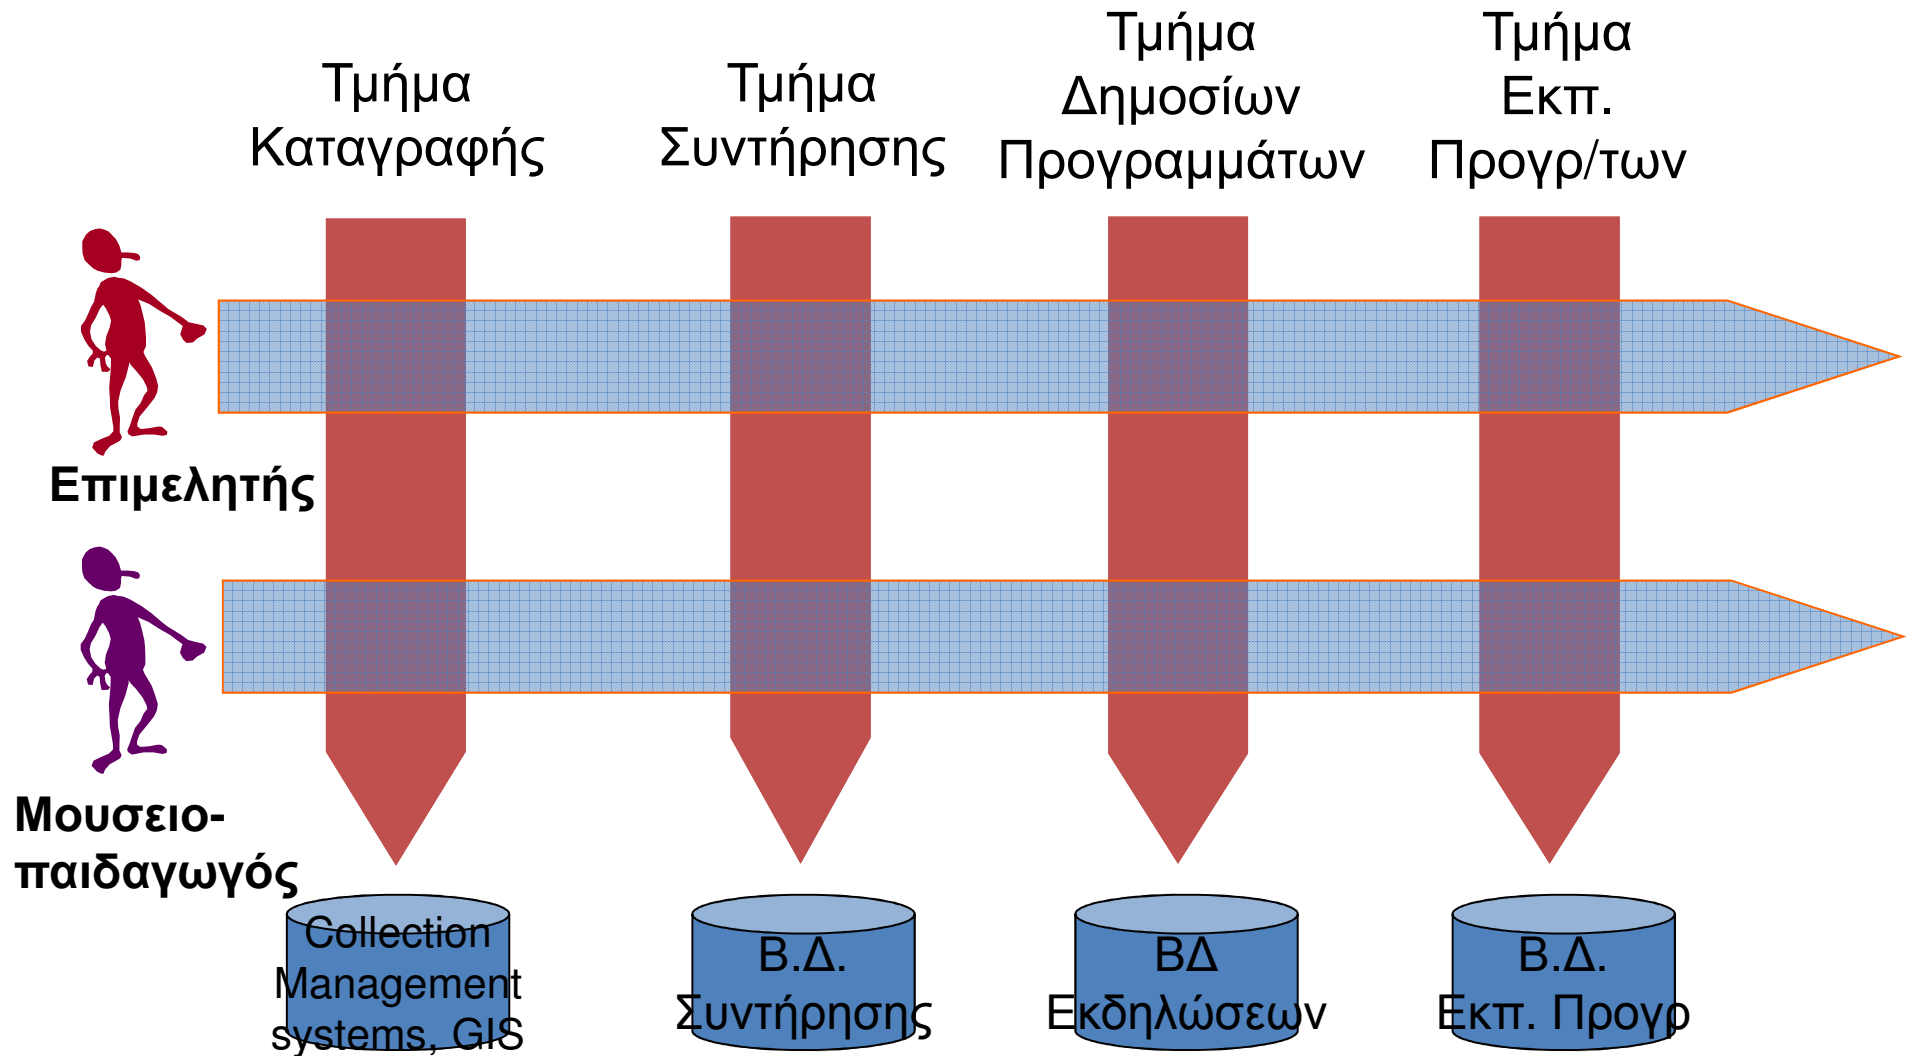 Τμήμα
Καταγραφής
Τμήμα
Συντήρησης
Τμήμα
Δημοσίων
Προγραμμάτων
Τμήμα
Εκπ.
Προγρ/των
Επιμελητής
Μουσειο-
παιδαγωγός
Collection
Management
systems, GIS
Β.Δ.
Συντήρησης
ΒΔ
Εκδηλώσεων
Β.Δ.
Εκπ. Προγρ